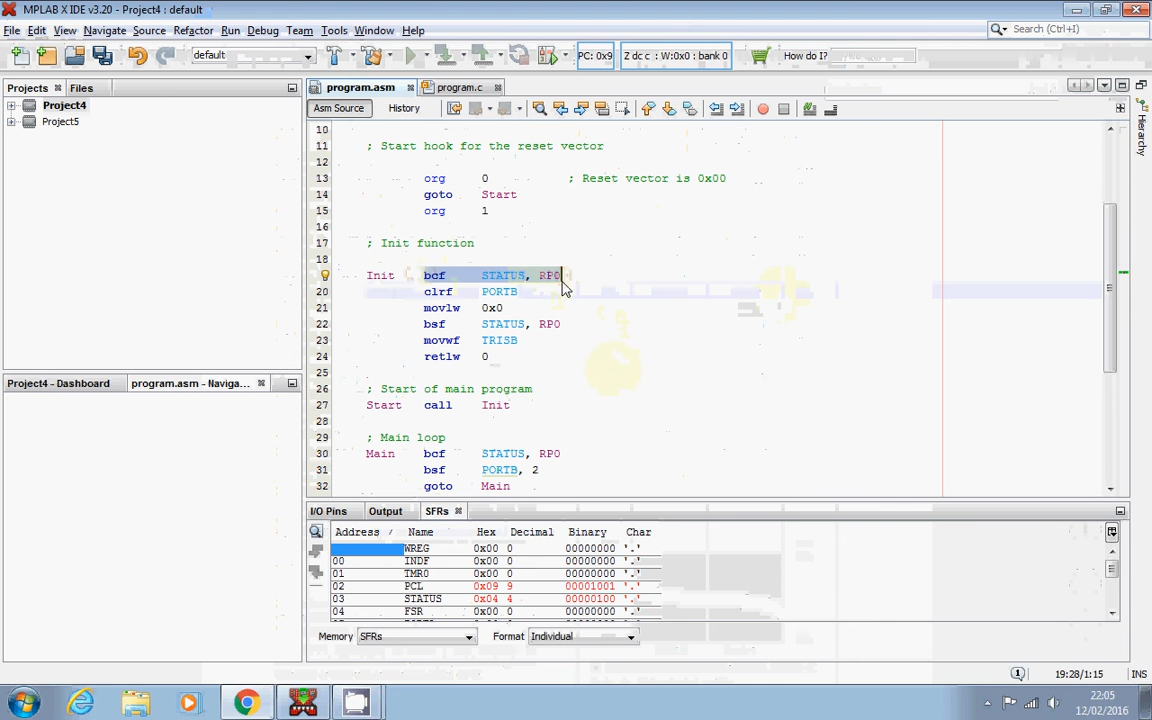 MPLAB X IDE v3.20 - Project4 : default
File Edit View Navigate Source Refactor Run Debug Team Tools Window Help
Search (Ctrl+I)
default
PC: 0x9
Z dc c : W:0x0 : bank 0
How do I?
Projects
Files
program.asm
program.c
Project4
Project5
Asm Source
History
Hierarchy
10
11 ; Start hook for the reset vector
12
13 org 0 ; Reset vector is 0x00
14 goto Start
15 org 1
16
17 ; Init function
18
Init bcf STATUS, RP0
20 clrf PORTB
21 movlw 0x0
22 bsf STATUS, RP0
23 movwf TRISB
24 retlw 0
25
26 ; Start of main program
27 Start call Init
28
29 ; Main loop
30 Main bcf STATUS, RP0
31 bsf PORTB, 2
32 goto Main
Project4 - Dashboard
program.asm - Naviga...
I/O Pins
Output
SFRs
Address / Name Hex Decimal Binary Char
WREG 0x00 0 00000000 '.'
00 INDF 0x00 0 00000000 '.'
01 TMR0 0x00 0 00000000 '.'
02 PCL 0x09 9 00001001 '.'
03 STATUS 0x04 4 00000100 '.'
04 FSR 0x00 0 00000000 '.'
Memory SFRs
Format Individual
19:28/1:15
INS
22:05
12/02/2016